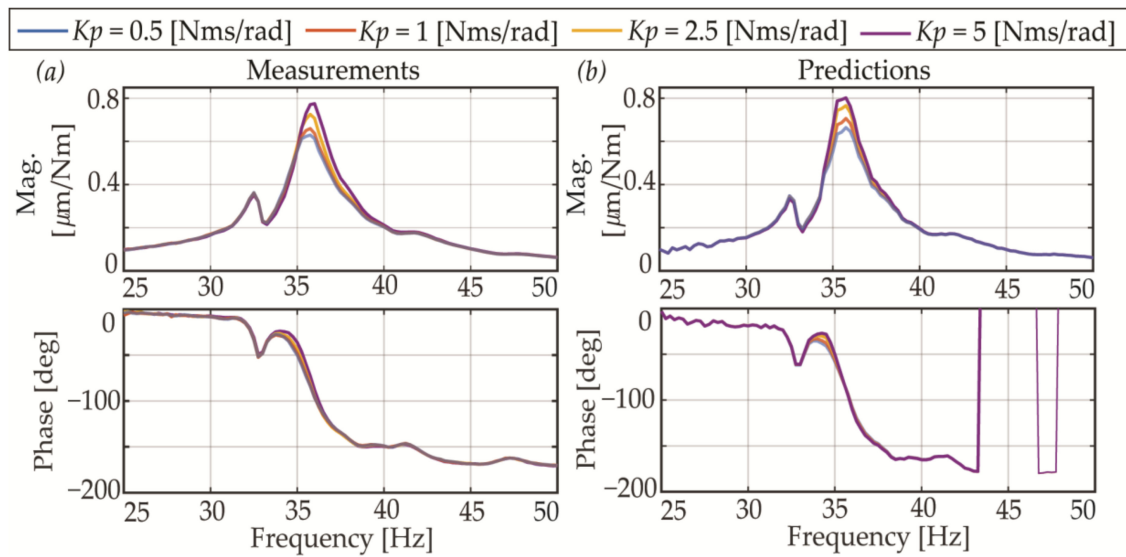 Kp = 0.5 [Nms/rad] Kp = 1 [Nms/rad] Kp = 2.5 [Nms/rad] Kp = 5 [Nms/rad]
(a) Measurements
(b) Predictions
Mag. [μm/Nm]
0.8
0.4
0
25 30 35 40 45 50
Mag. [μm/Nm]
0.8
0.4
0
25 30 35 40 45 50
Phase [deg]
0
−100
−200
25 30 35 40 45 50
Frequency [Hz]
Phase [deg]
0
−100
−200
25 30 35 40 45 50
Frequency [Hz]